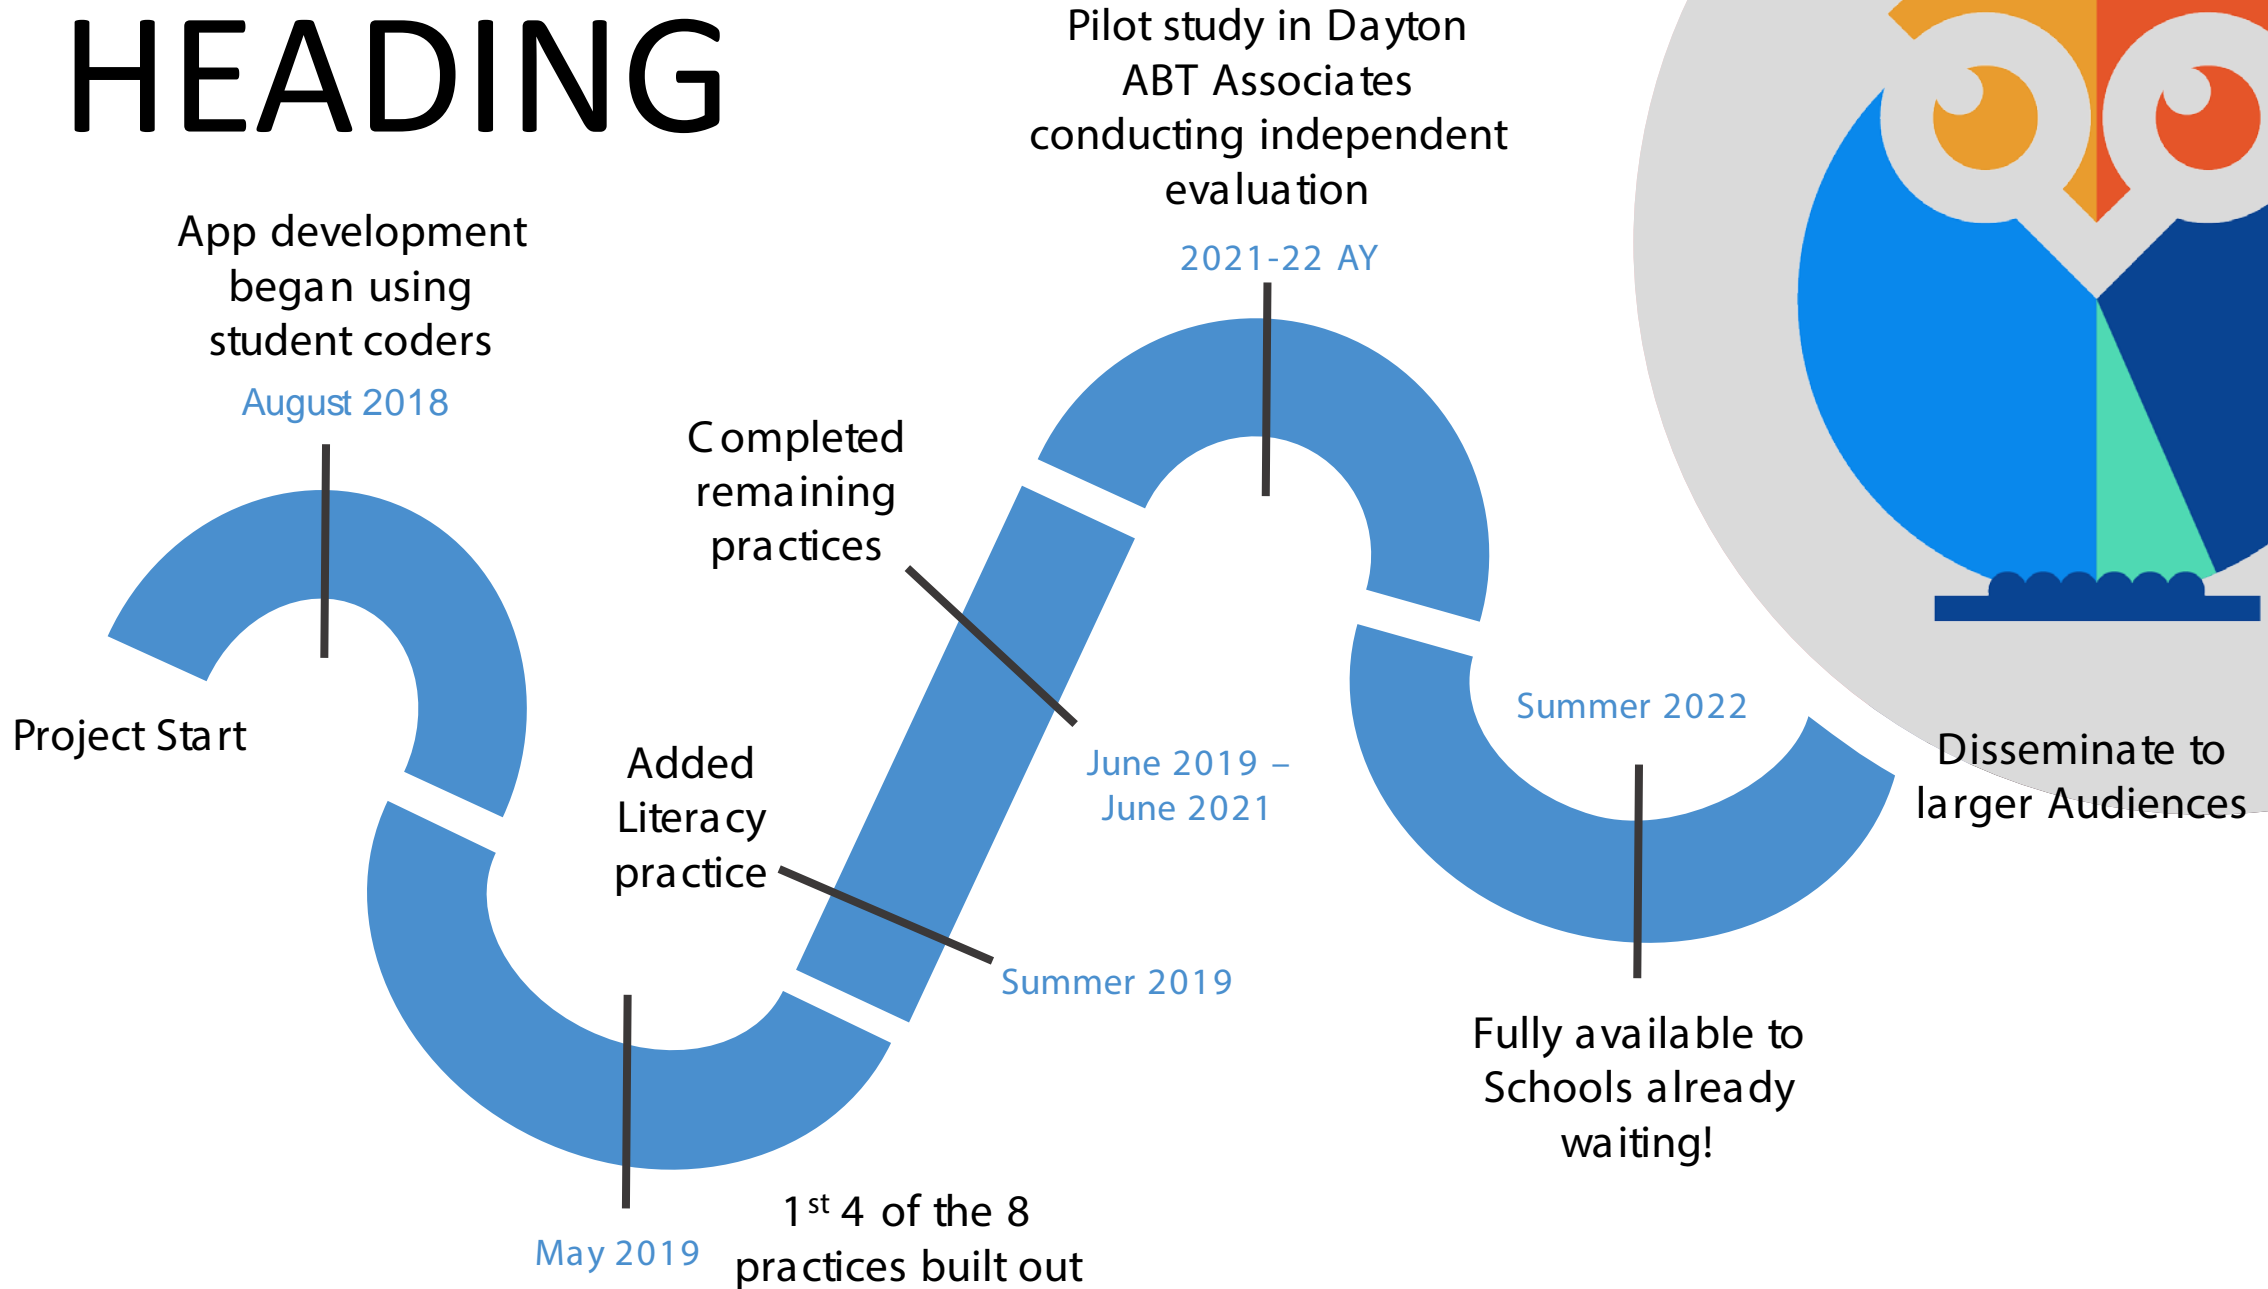 HEADING
Pilot study in Dayton
ABT Associates
conducting independent
evaluation
2021-22 AY
App development
began using
student coders
August 2018
Completed
remaining
practices
Project Start
Added
Literacy
practice
June 2019 –
June 2021
Summer 2022
Disseminate to
larger Audiences
Summer 2019
Fully available to
Schools already
waiting!
May 2019
1st 4 of the 8
practices built out